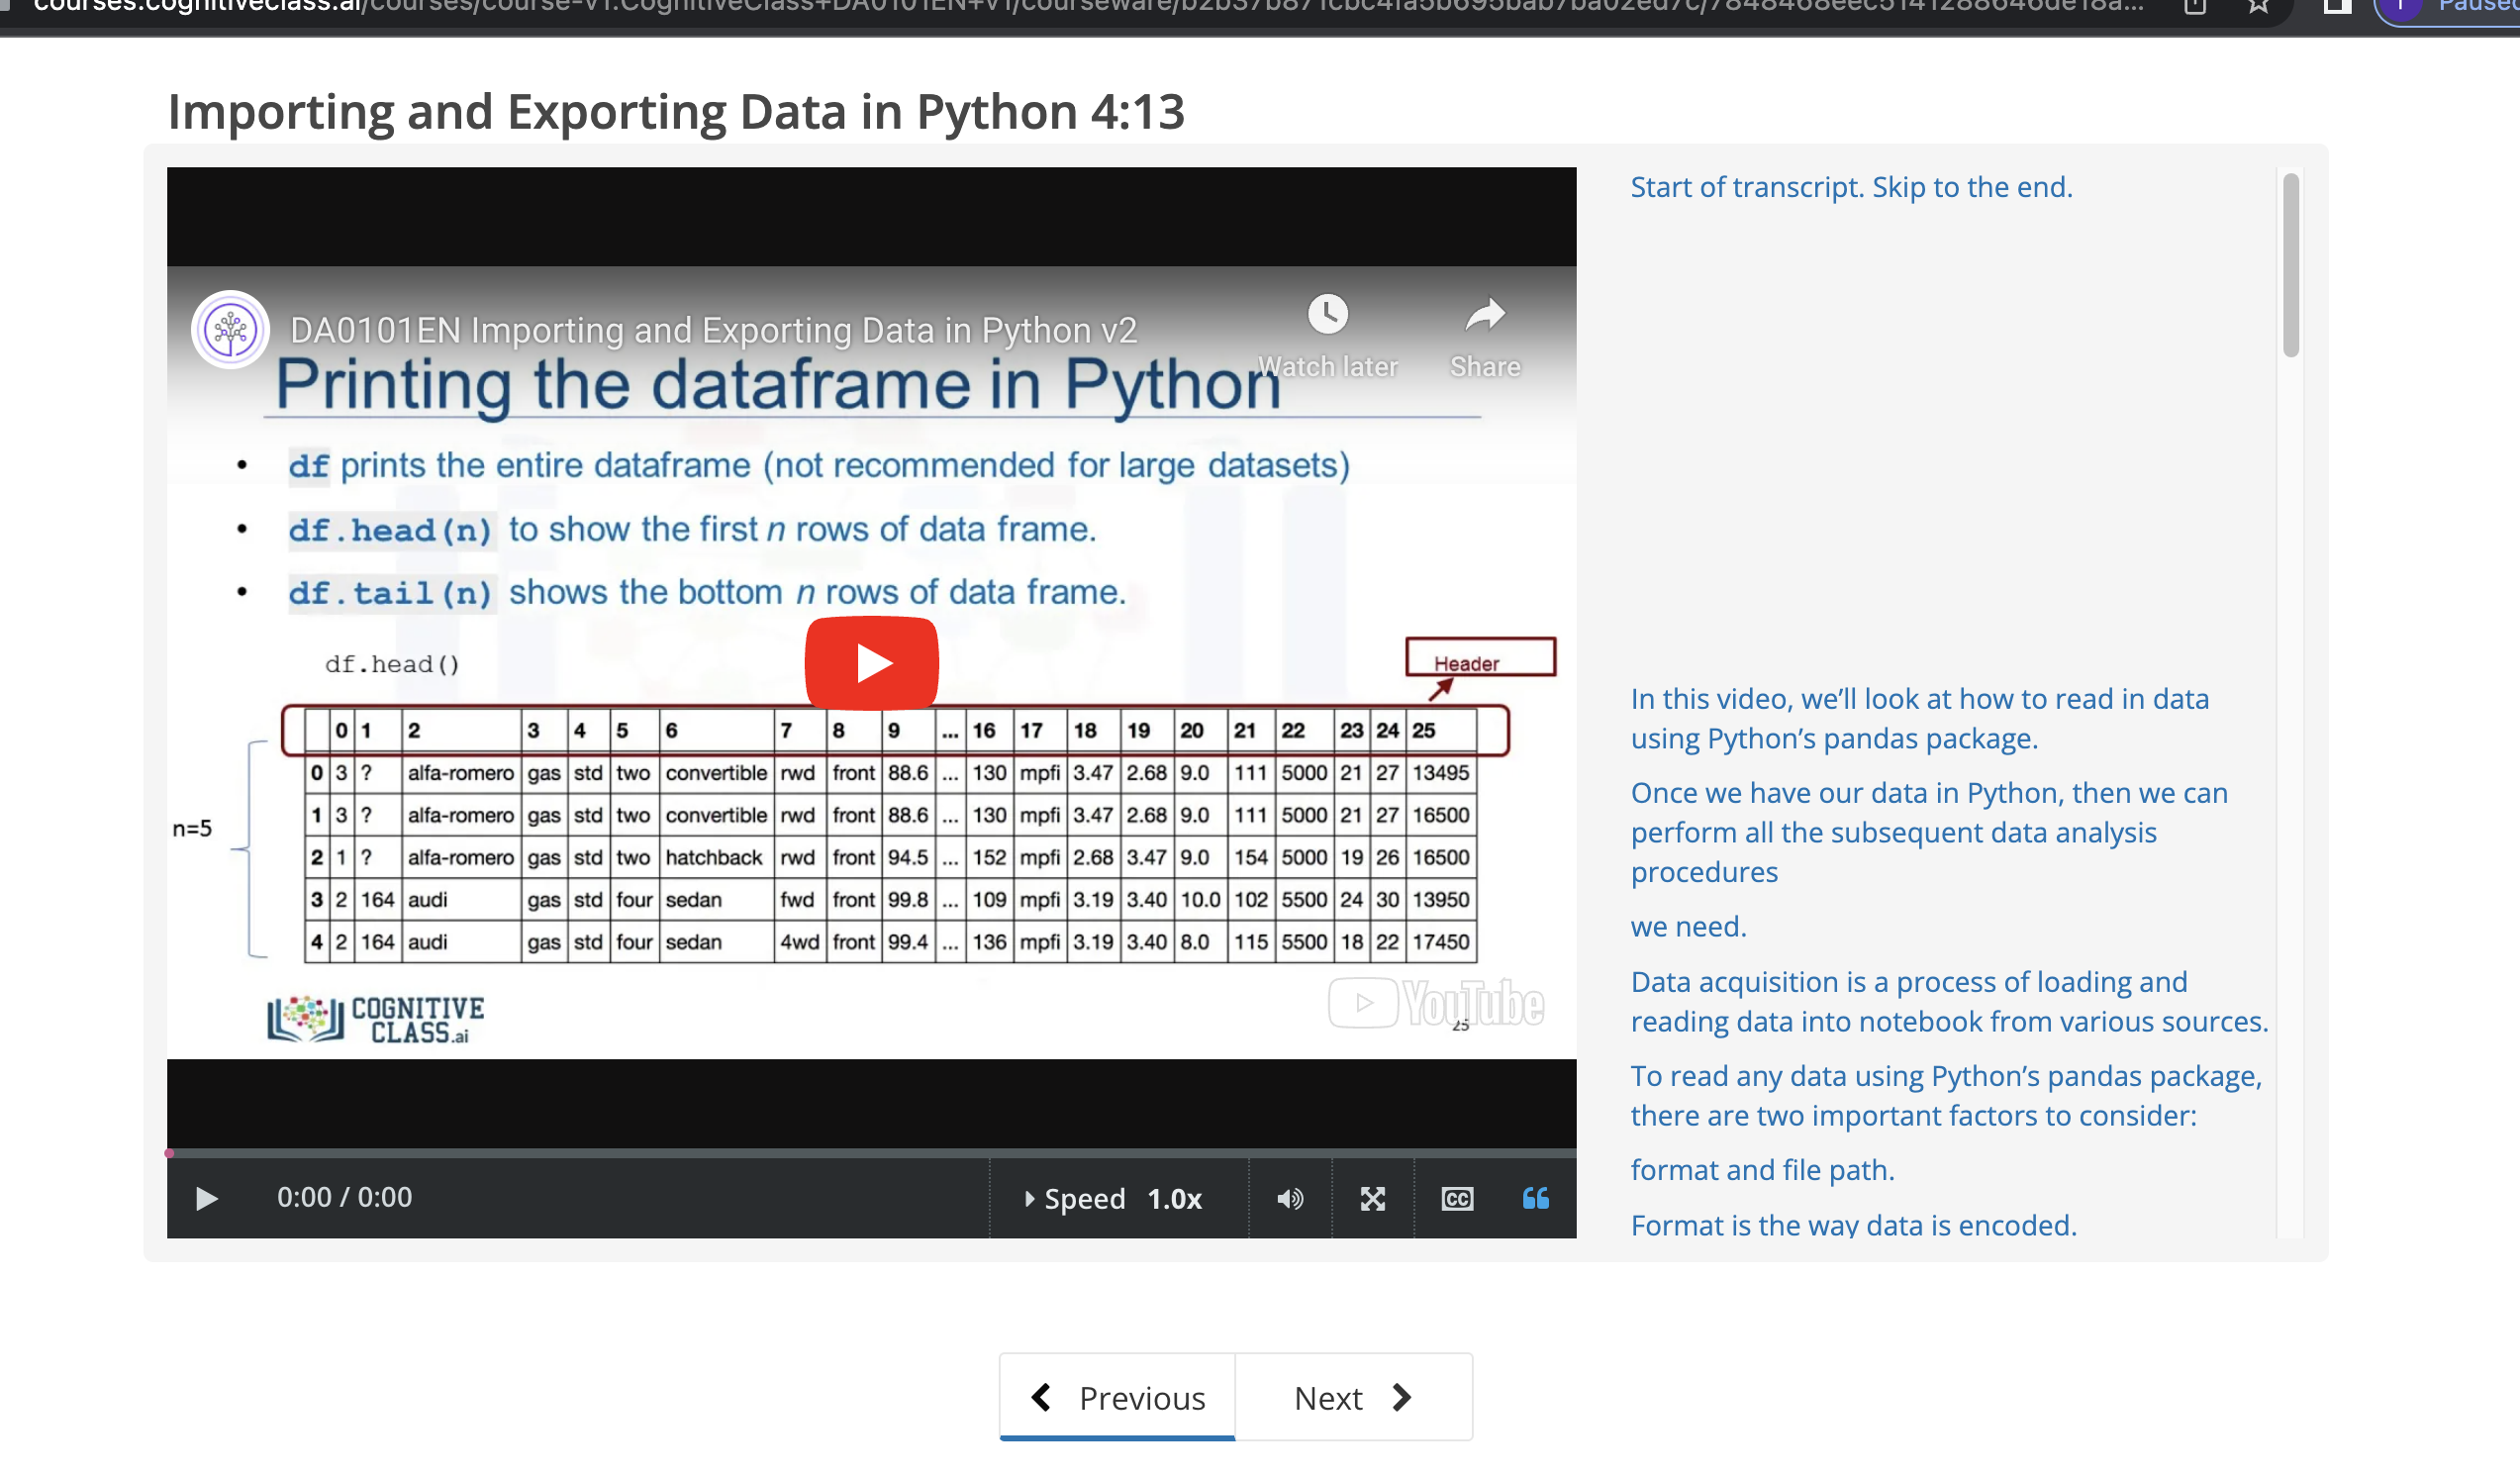 Paused
Importing and Exporting Data in Python 4:13
DA0101EN Importing and Exporting Data in Python v2
Watch later
Share
Printing the dataframe in Python
• df prints the entire dataframe (not recommended for large datasets)
• df.head(n) to show the first n rows of data frame.
• df.tail(n) shows the bottom n rows of data frame.
df.head()
Header
0 1 2 3 4 5 6 7 8 9 ... 16 17 18 19 20 21 22 23 24 25
0 3 ? alfa-romero gas std two convertible rwd front 88.6 ... 130 mpfi 3.47 2.68 9.0 111 5000 21 27 13495
1 3 ? alfa-romero gas std two convertible rwd front 88.6 ... 130 mpfi 3.47 2.68 9.0 111 5000 21 27 16500
n=5
2 1 ? alfa-romero gas std two hatchback rwd front 94.5 ... 152 mpfi 2.68 3.47 9.0 154 5000 19 26 16500
3 2 164 audi gas std four sedan fwd front 99.8 ... 109 mpfi 3.19 3.40 10.0 102 5500 24 30 13950
4 2 164 audi gas std four sedan 4wd front 99.4 ... 136 mpfi 3.19 3.40 8.0 115 5500 18 22 17450
COGNITIVE
CLASS.ai
YouTube
25
0:00 / 0:00
Speed 1.0x
CC
Start of transcript. Skip to the end.
In this video, we’ll look at how to read in data
using Python’s pandas package.
Once we have our data in Python, then we can
perform all the subsequent data analysis
procedures
we need.
Data acquisition is a process of loading and
reading data into notebook from various sources.
To read any data using Python’s pandas package,
there are two important factors to consider:
format and file path.
Format is the way data is encoded.
Previous
Next